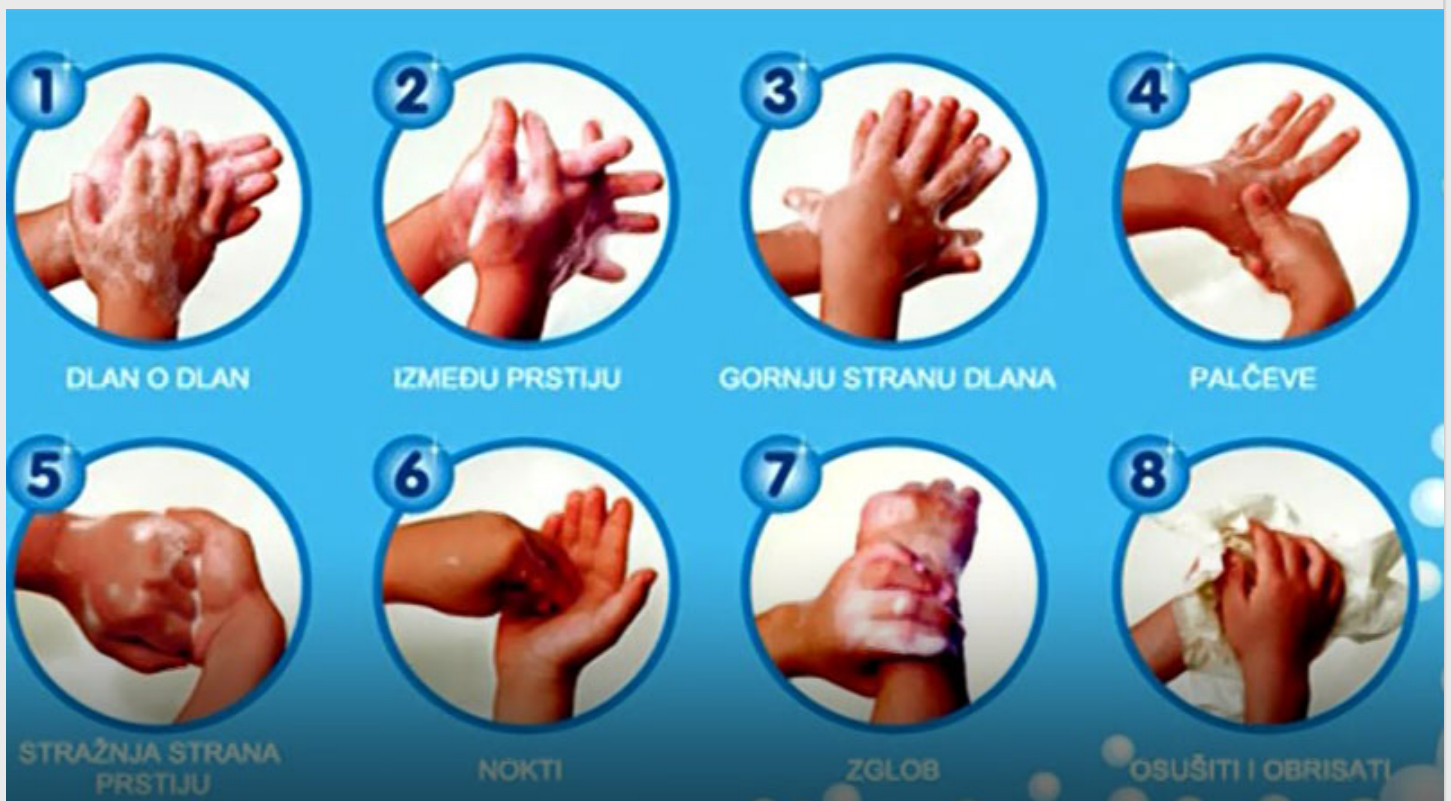 1
DLAN O DLAN
2
IZMEĐU PRSTIJU
3
GORNJU STRANU DLANA
4
PALČEVE
5
STRAŽNJA STRANA
PRSTIJU
6
NOKTI
7
ZGLOB
8
OSUŠITI I OBRISATI